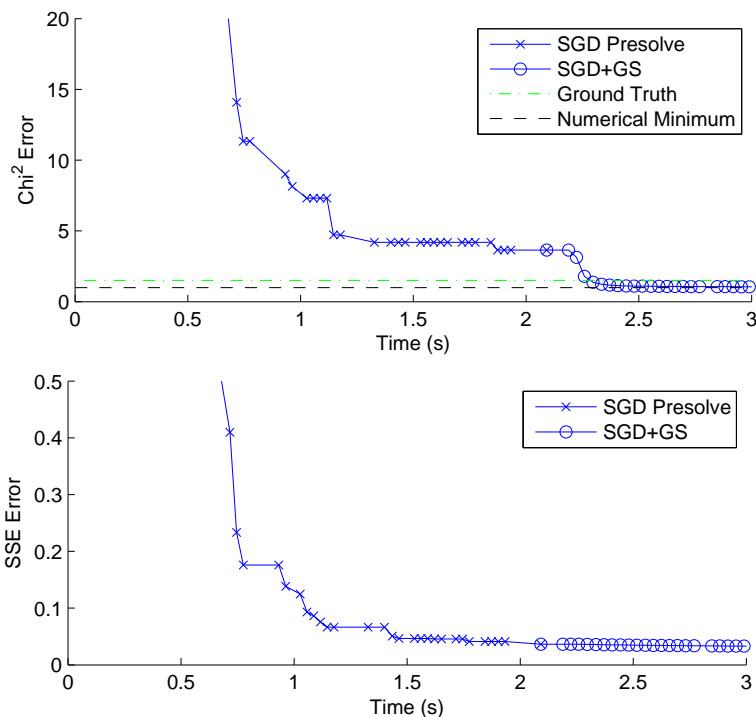 20
15
10
5
0
Chi² Error
SGD Presolve
SGD+GS
Ground Truth
Numerical Minimum
0 0.5 1 1.5 2 2.5 3
Time (s)
0.5
0.4
0.3
0.2
0.1
0
SSE Error
SGD Presolve
SGD+GS
0 0.5 1 1.5 2 2.5 3
Time (s)